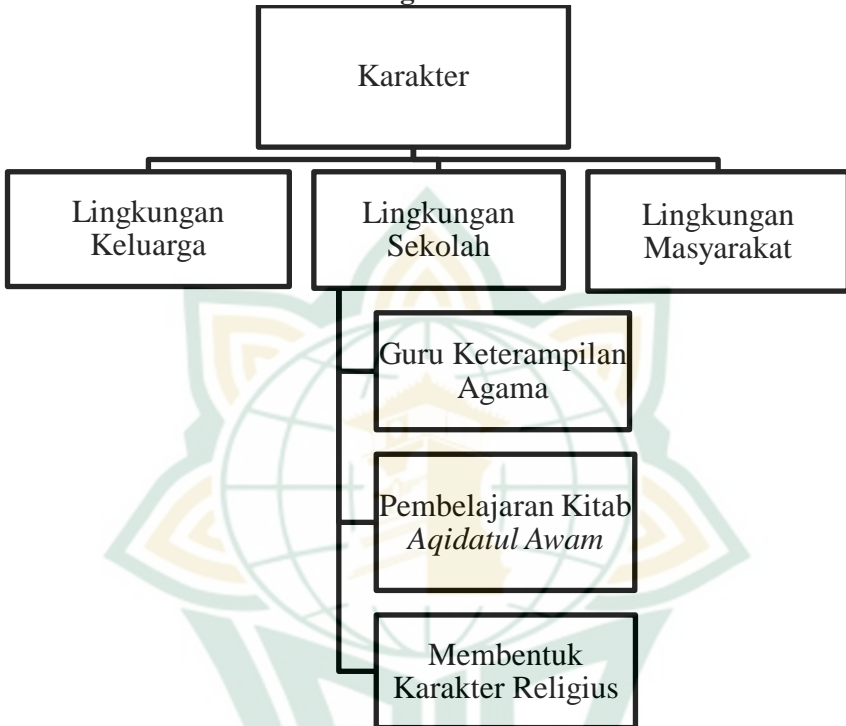 Karakter
Lingkungan
Keluarga
Lingkungan
Sekolah
Lingkungan
Masyarakat
Guru Keterampilan
Agama
Pembelajaran Kitab
Aqidatul Awam
Membentuk
Karakter Religius